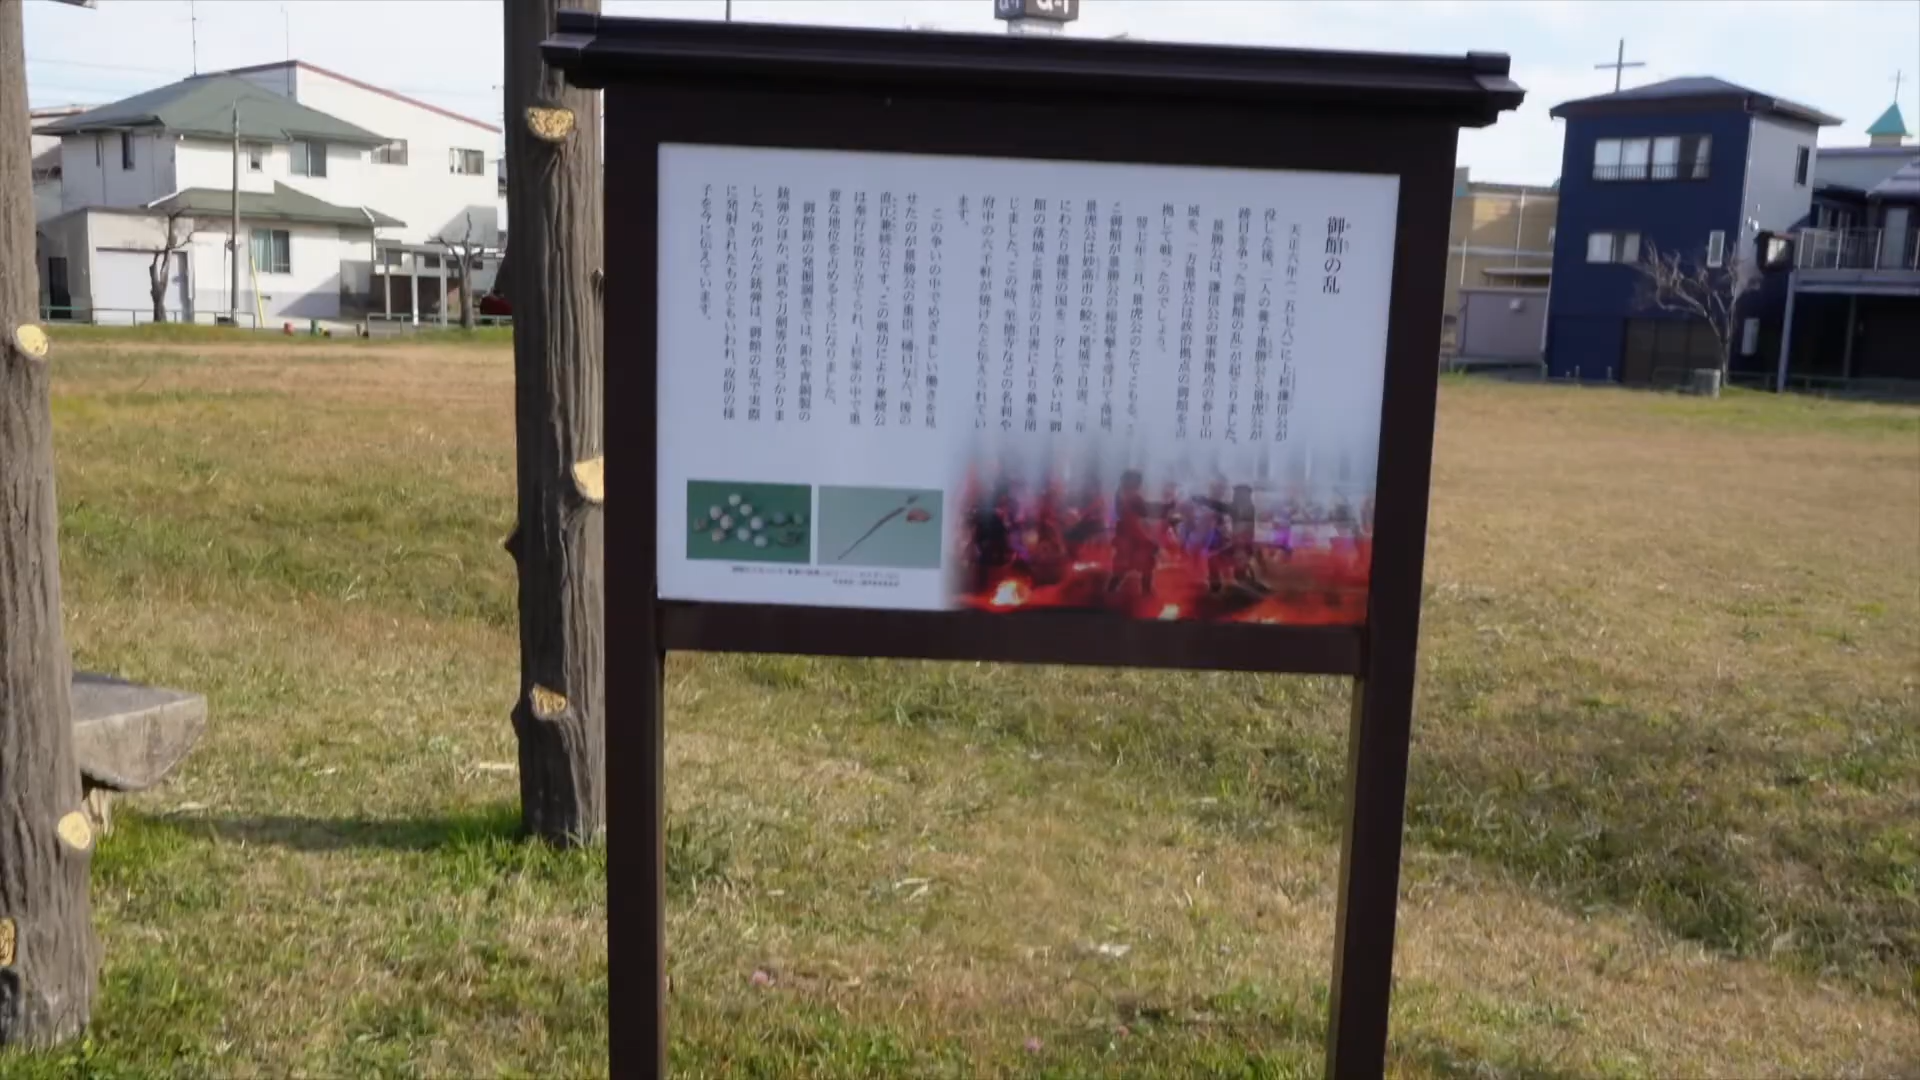 御館の乱
天正六年(一五七八)に上杉謙信公が
没した後、二人の養子景勝公と景虎公が
跡目を争った「御館の乱」が起こりました。
景勝公は、謙信公の軍事拠点の春日山
城を、一方景虎公は政治拠点の御館を占
拠して戦ったのでしょう。
翌七年三月、景虎公のたてこもる
御館が景勝公の総攻撃を受けて落城。
景虎公は妙高市の鮫ヶ尾城で自害。二年
にわたり越後の国を二分した争いは、御
館の落城と景虎公の自害により幕を閉
じました。この時、至徳寺などの名刹や
府中の六千軒が焼けたと伝えられてい
ます。
この争いの中でめざましい働きを見
せたのが景勝公の重臣、樋口与六、後の
直江兼続公です。この戦功により兼続公
は奉行に取り立てられ、上杉家の中で重
要な地位を占めるようになりました。
御館跡の発掘調査では、鉛や青銅製の
銃弾のほか、武具や刀剣等が見つかりま
した。ゆがんだ銃弾は、御館の乱で実際
に発射されたものともいわれ、攻防の様
子を今に伝えています。